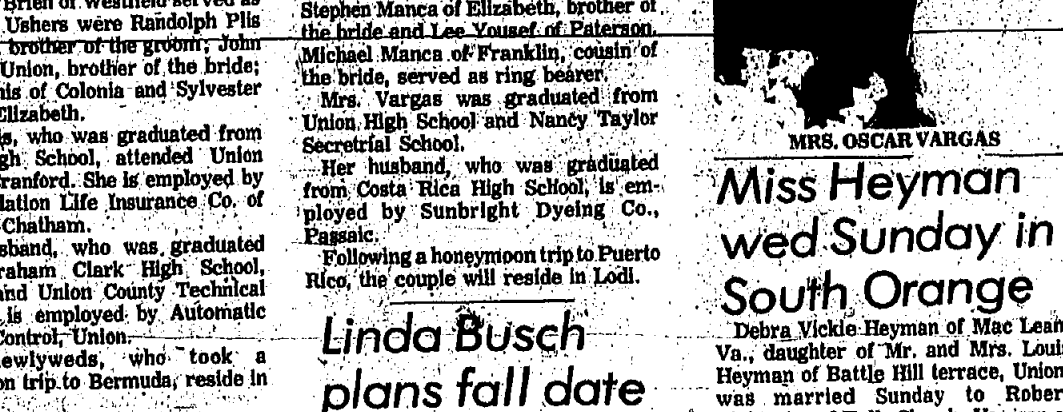 Brien of Westfield served as
Ushers were Randolph Plis
brother of the groom; John
Union, brother of the bride;
of Colonia and Sylvester
Elizabeth.
who was graduated from
School, attended Union
Cranford. She is employed by
Life Insurance Co. of
Chatham.
who was graduated
Clark High School,
and Union County Technical
is employed by Automatic
Control, Union.
newlyweds, who took a
trip to Bermuda, reside in
Stephen Manca of Elizabeth, brother of
the bride and Lee Yousef of Paterson.
Michael Manca of Franklin, cousin of
the bride, served as ring bearer.
Mrs. Vargas was graduated from
Union High School and Nancy Taylor
Secretrial School.
Her husband, who was graduated
from Costa Rica High School, is em-
ployed by Sunbright Dyeing Co.,
Passaic.
Following a honeymoon trip to Puerto
Rico, the couple will reside in Lodi.
Linda Busch
plans fall date
MRS. OSCAR VARGAS
Miss Heyman
wed Sunday in
South Orange
Debra Vickie Heyman of Mac Lean
Va., daughter of Mr. and Mrs. Louis
Heyman of Battle Hill terrace, Union
was married Sunday to Rober